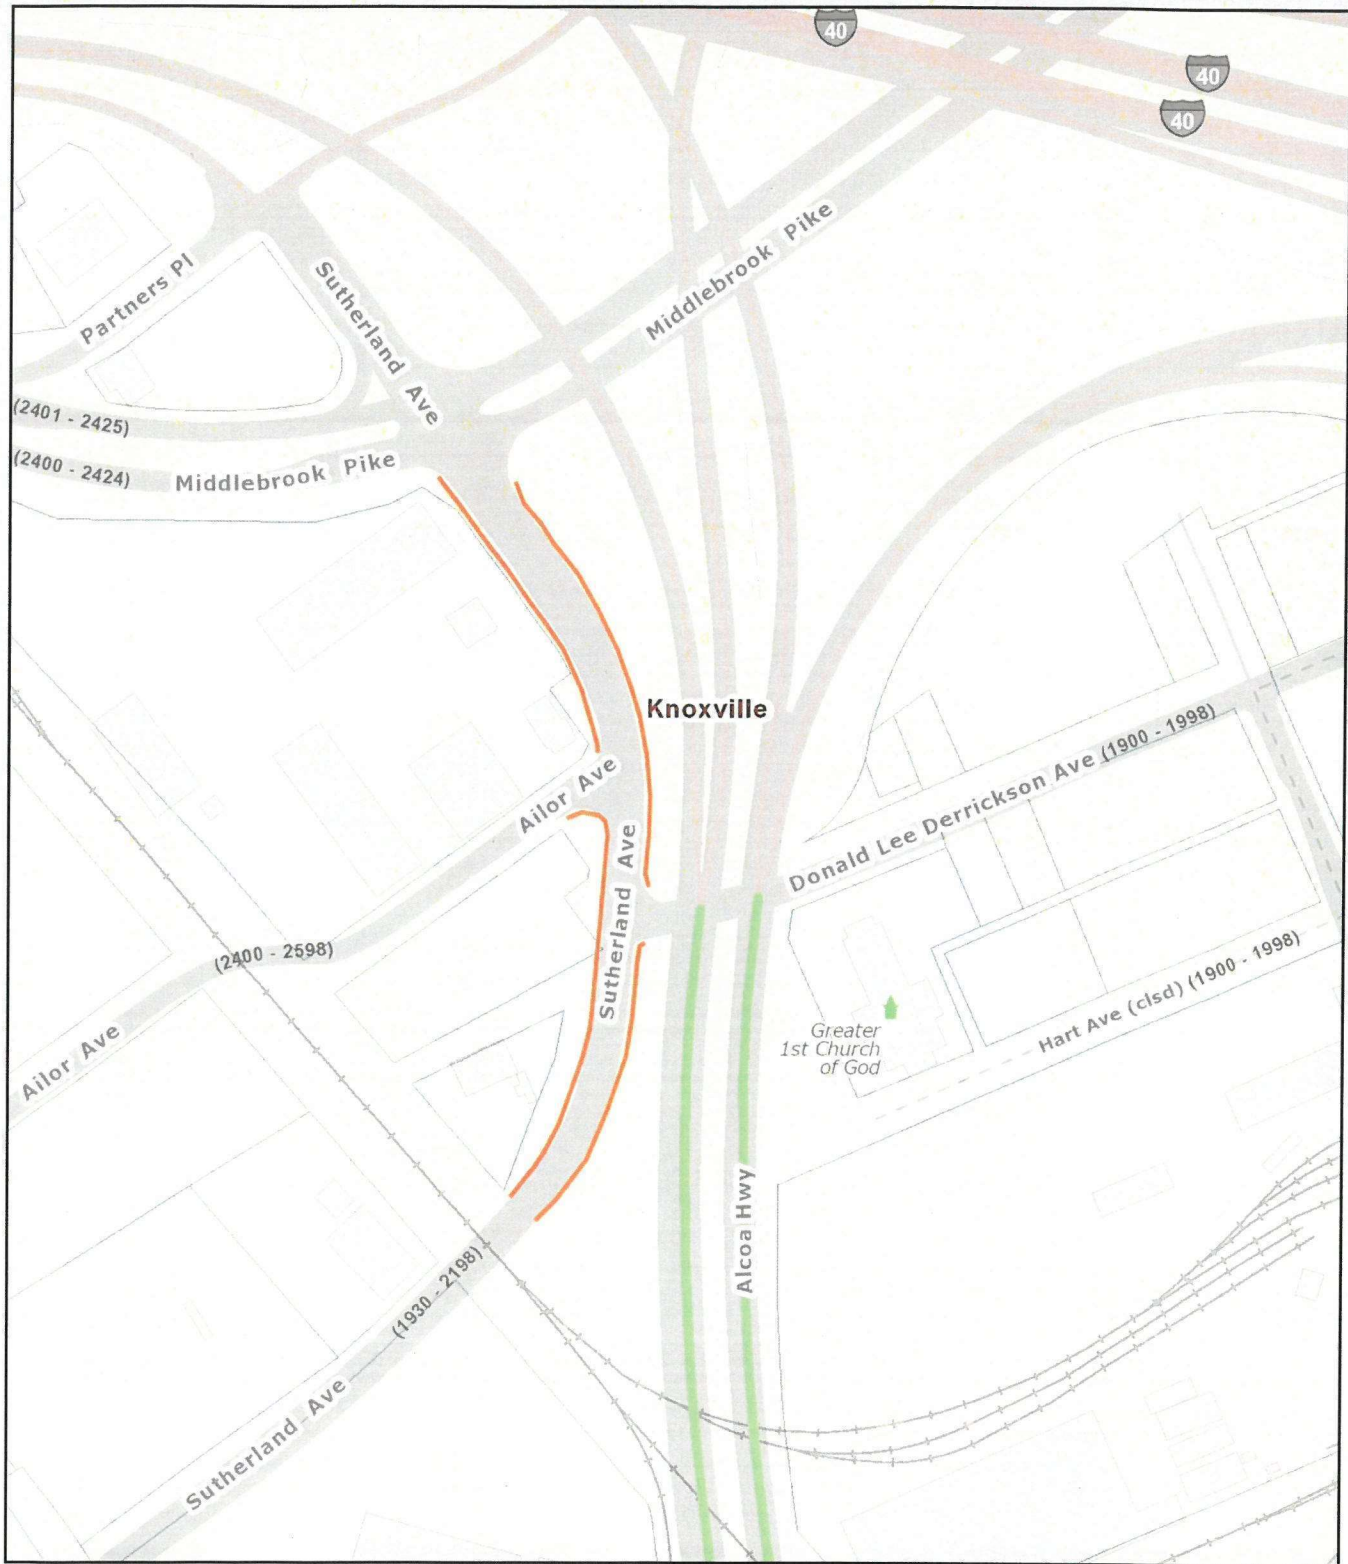 40
40
40
Middlebrook Pike
Partners Pl
Sutherland Ave
(2401 - 2425)
(2400 - 2424)
Middlebrook Pike
Knoxville
Ailor Ave
Donald Lee Derrickson Ave (1900 - 1998)
Sutherland Ave
(2400 - 2598)
Hart Ave (clsd) (1900 - 1998)
Greater
1st Church
of God
Ailor Ave
Alcoa Hwy
(1930 - 2198)
Sutherland Ave